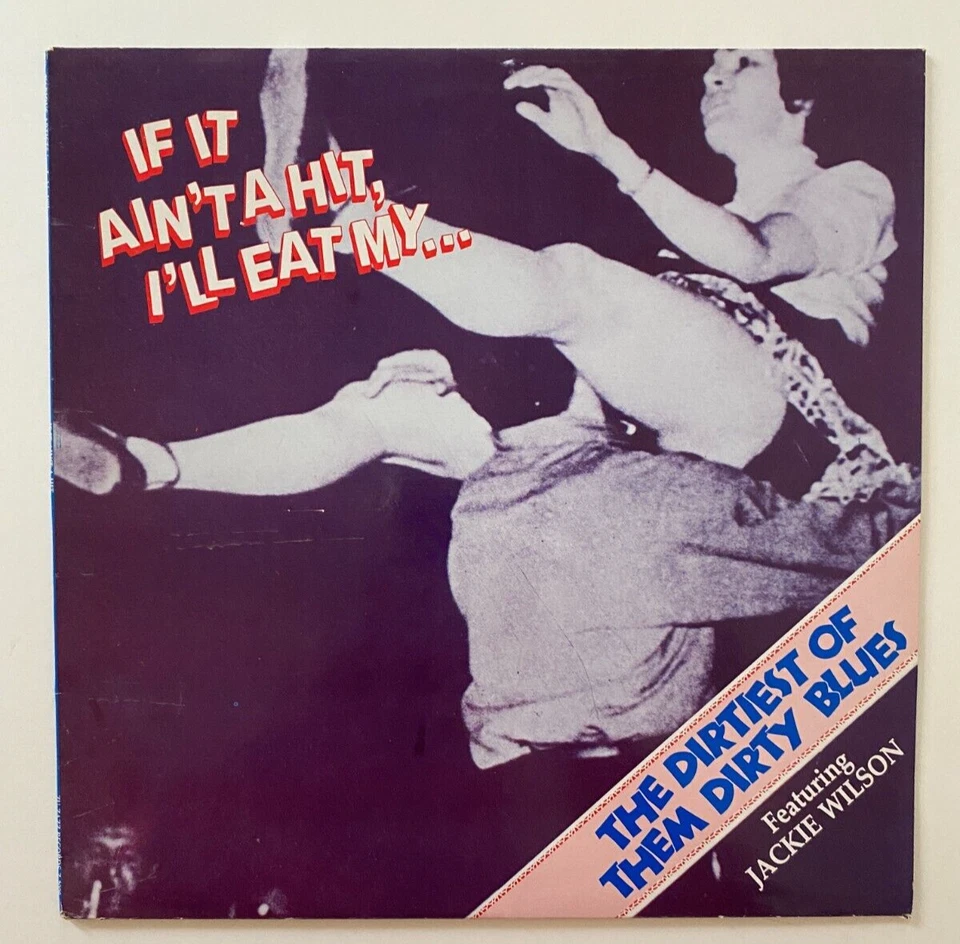 IF IT
AIN'T A HIT,
I'LL EAT MY...
THE DIRTIEST OF
THEM DIRTY BLUES
Featuring
JACKIE WILSON